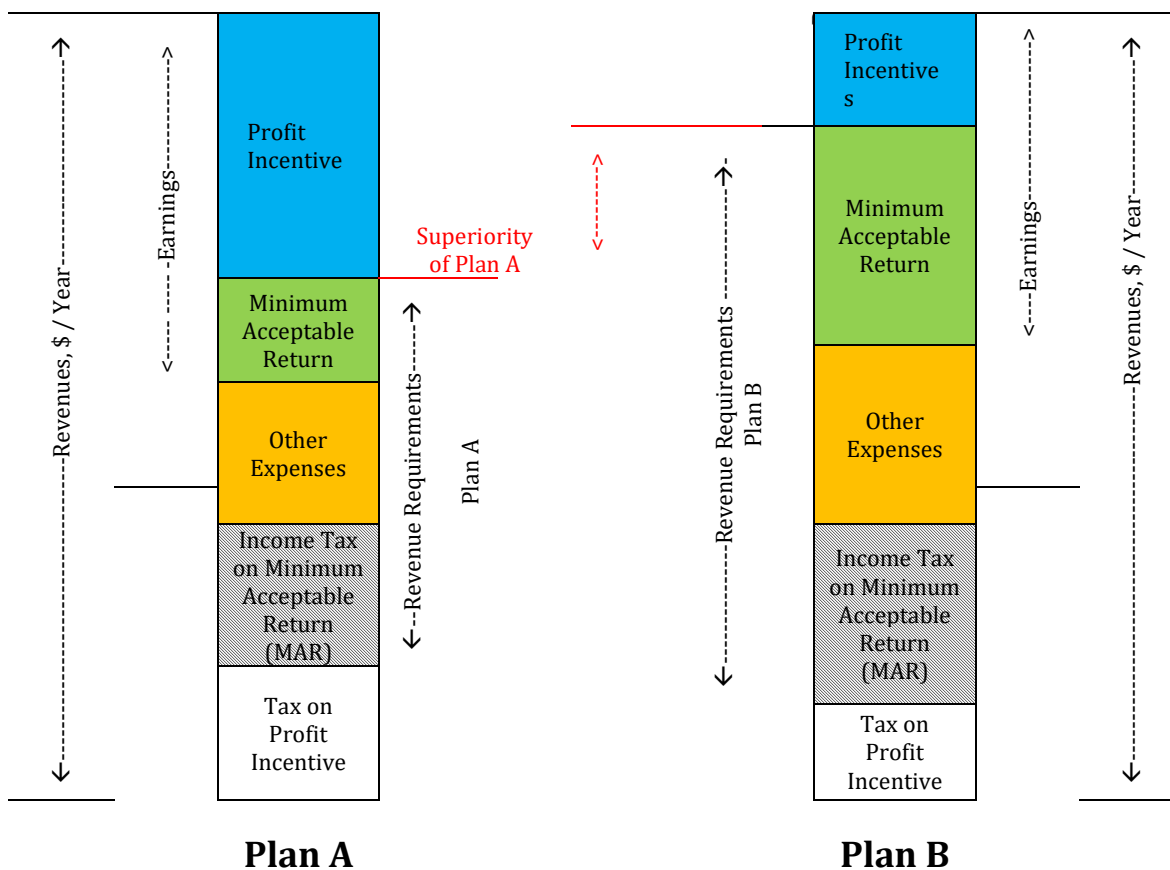 Revenues, $ / Year
Earnings
Profit
Incentive
Minimum
Acceptable
Return
Other
Expenses
Income Tax
on Minimum
Acceptable
Return
(MAR)
Tax on
Profit
Incentive
Superiority
of Plan A
Revenue Requirements
Plan A
Revenue Requirements
Plan B
Profit
Incentive
s
Minimum
Acceptable
Return
Other
Expenses
Income Tax
on Minimum
Acceptable
Return
(MAR)
Tax on
Profit
Incentive
Earnings
Revenues, $ / Year
Plan A
Plan B